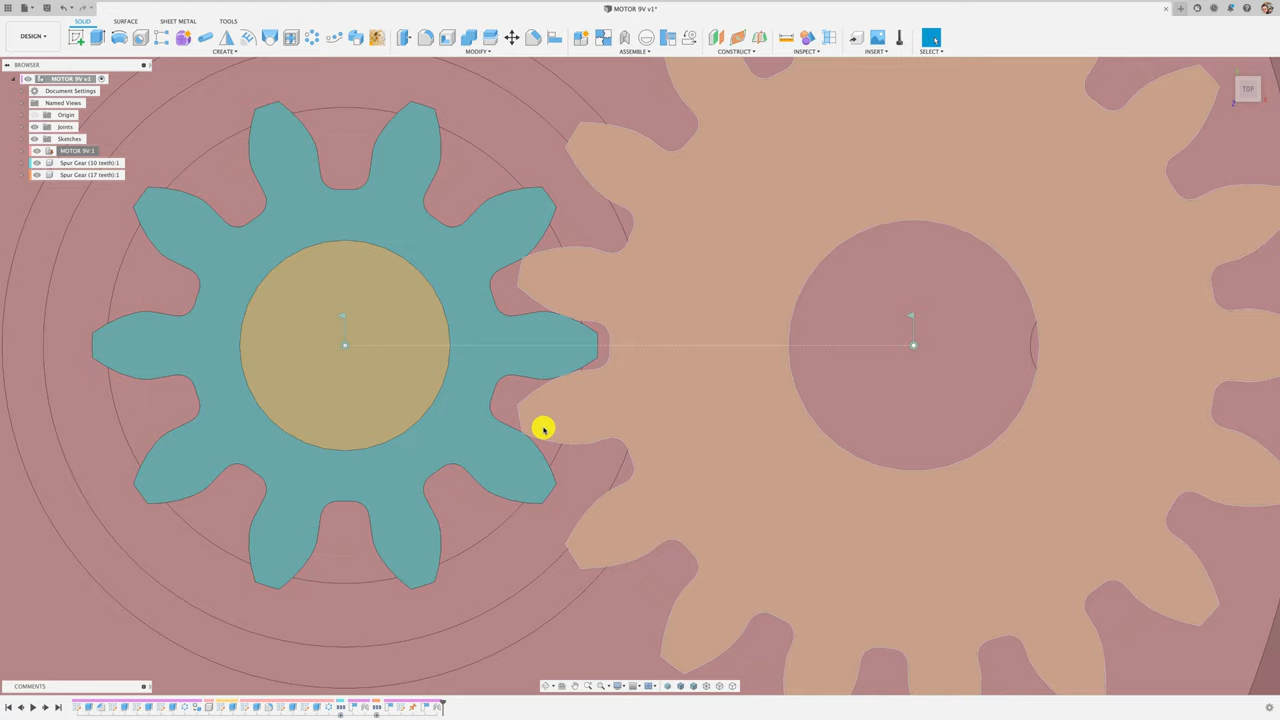 MOTOR 9V v1*
SOLID SURFACE SHEET METAL TOOLS
DESIGN ▾
CREATE ▾ MODIFY ▾ ASSEMBLE ▾ CONSTRUCT ▾ INSPECT ▾ INSERT ▾ SELECT ▾
BROWSER
MOTOR 9V v1
Document Settings
Named Views
Origin
Joints
Sketches
MOTOR 9V:1
Spur Gear (10 teeth):1
Spur Gear (17 teeth):1
TOP
X
Z
COMMENTS